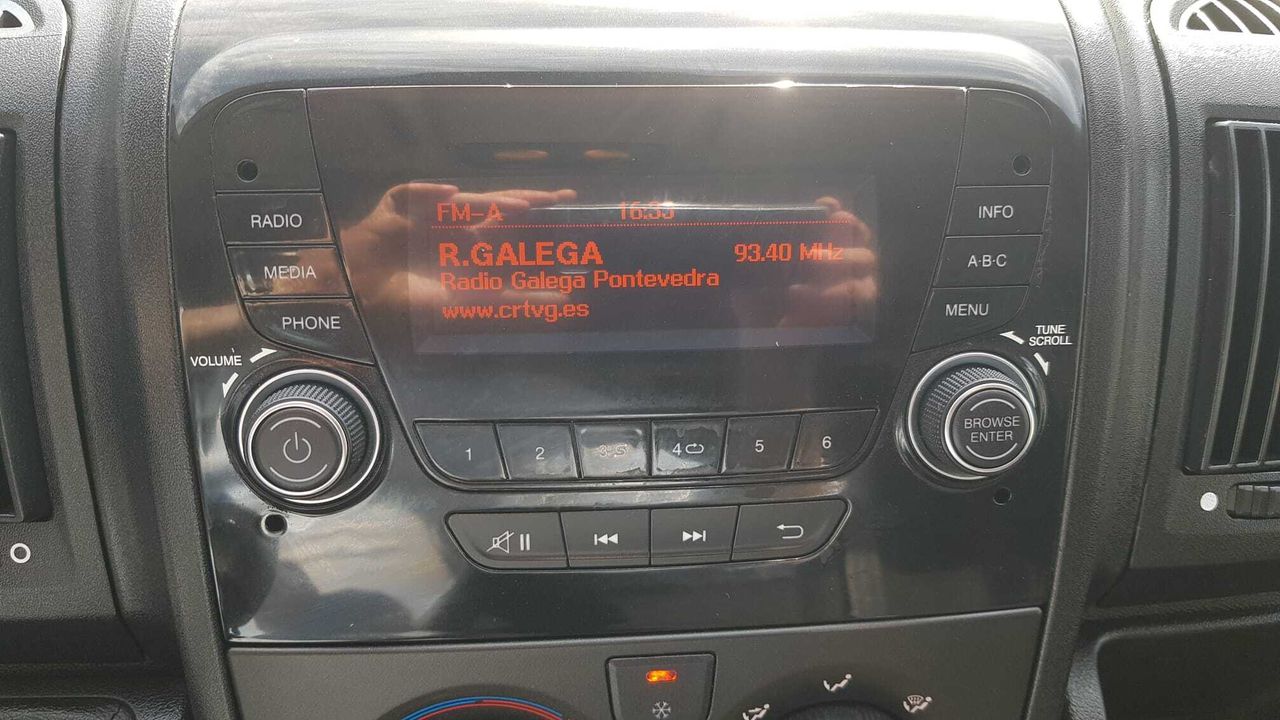 RADIO
MEDIA
PHONE
VOLUME
FM-A
R.GALEGA 93.40 MHz
Radio Galega Pontevedra
www.crtvg.es
INFO
A·B·C
MENU
TUNE
SCROLL
BROWSE
ENTER
1 2 4 5 6